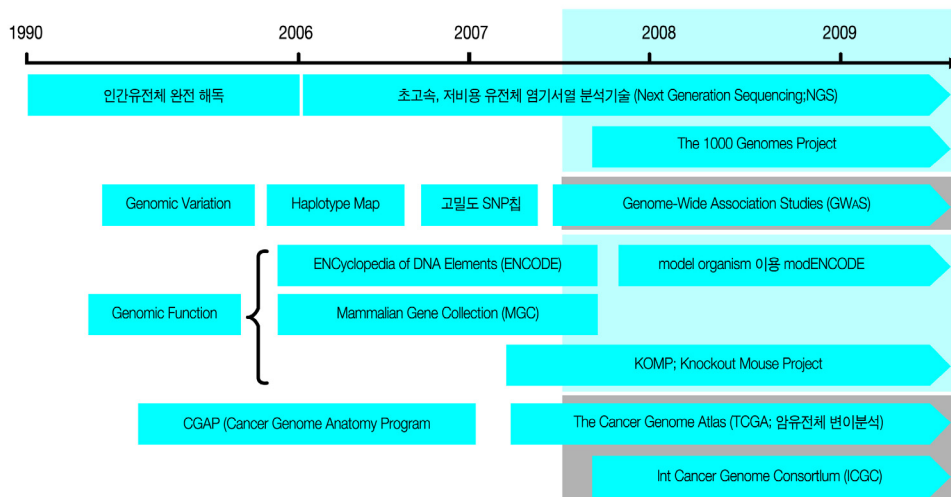 1990 2006 2007 2008 2009
인간유전체 완전 해독
초고속, 저비용 유전체 염기서열 분석기술 (Next Generation Sequencing;NGS)
The 1000 Genomes Project
Genomic Variation
Haplotype Map
고밀도 SNP칩
Genome-Wide Association Studies (GWAS)
ENCyclopedia of DNA Elements (ENCODE)
model organism 이용 modENCODE
Genomic Function
Mammalian Gene Collection (MGC)
KOMP; Knockout Mouse Project
CGAP (Cancer Genome Anatomy Program
The Cancer Genome Atlas (TCGA; 암유전체 변이분석)
Int Cancer Genome Consortlum (ICGC)